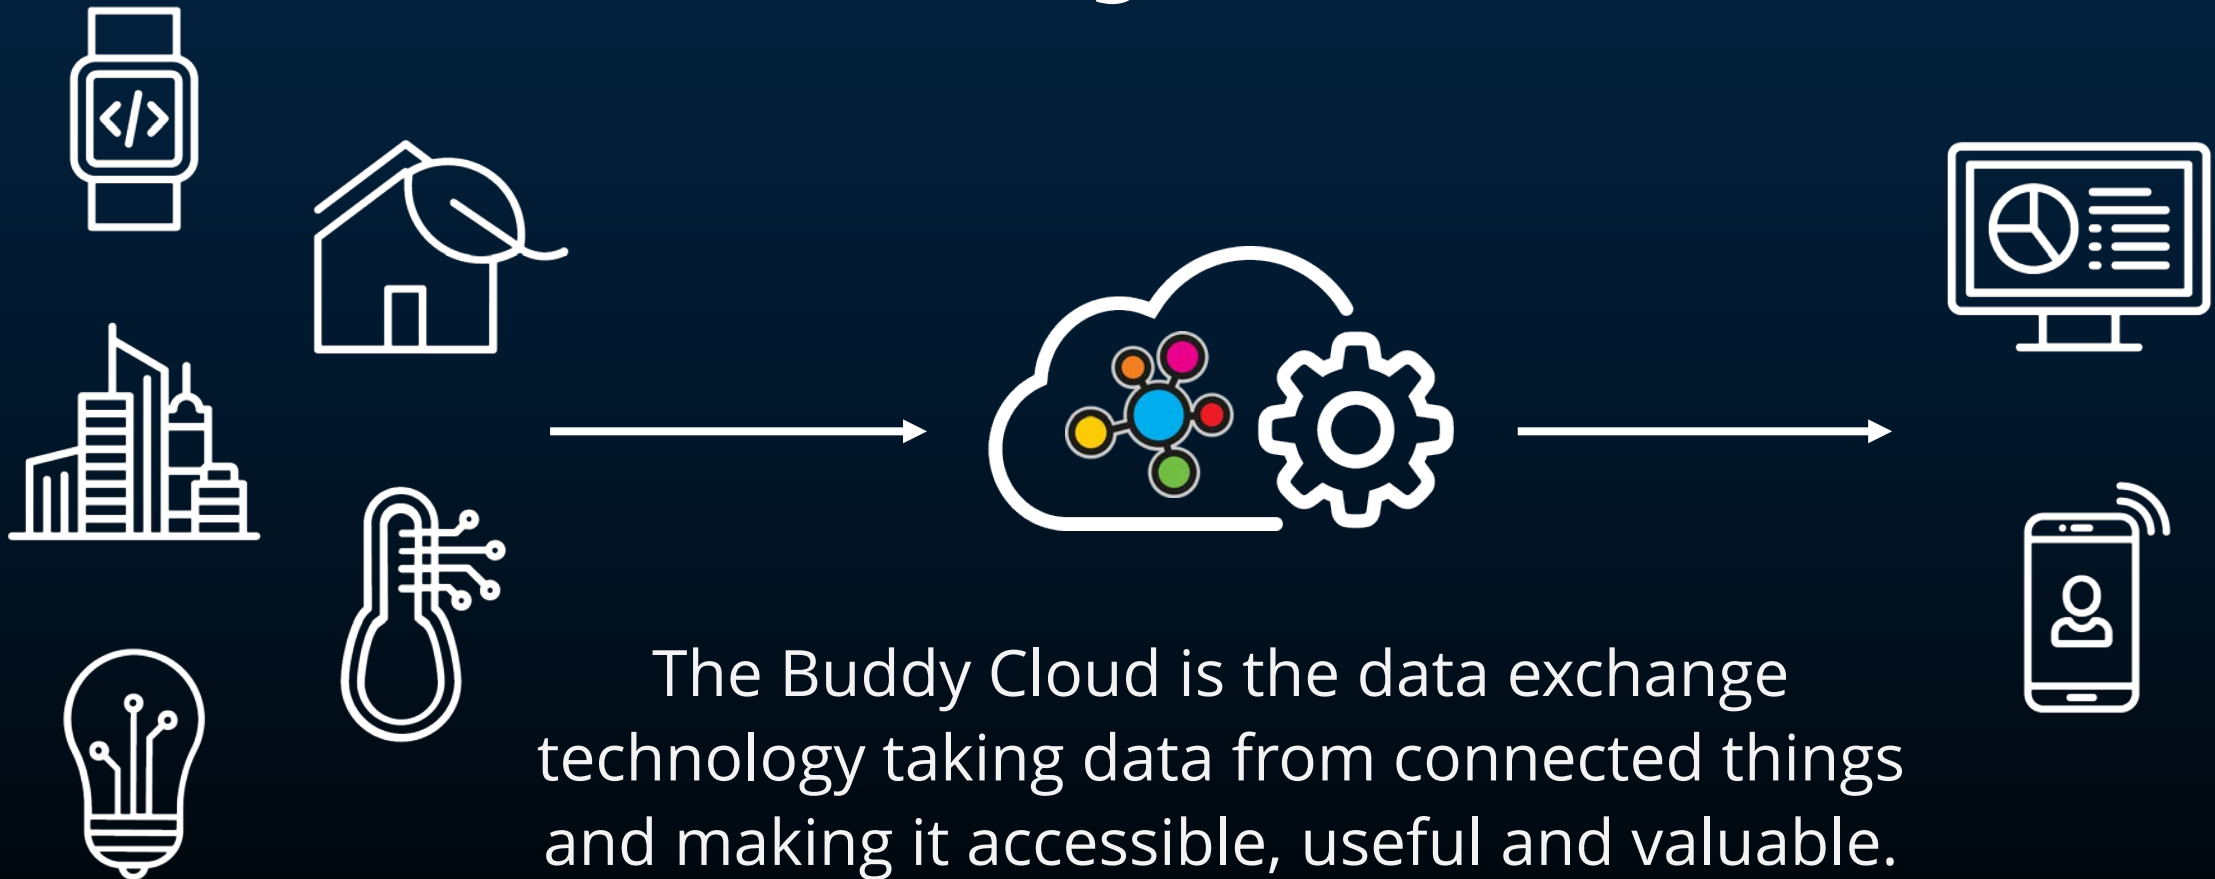 </>
The Buddy Cloud is the data exchange
technology taking data from connected things
and making it accessible, useful and valuable.